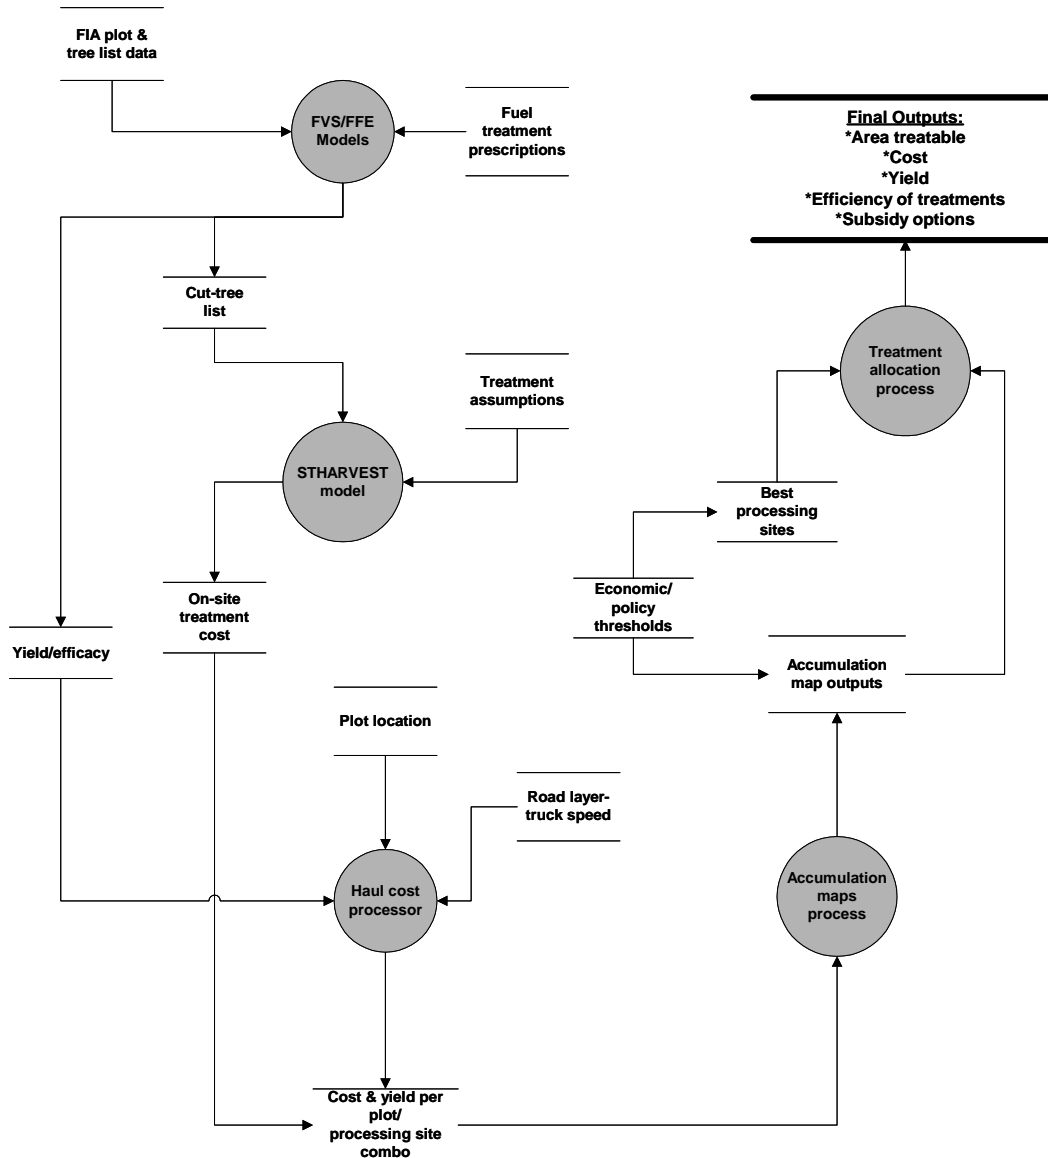 FIA plot &
tree list data
FVS/FFE
Models
Fuel
treatment
prescriptions
Final Outputs:
*Area treatable
*Cost
*Yield
*Efficiency of treatments
*Subsidy options
Cut-tree
list
Treatment
assumptions
Treatment
allocation
process
STHARVEST
model
Best
processing
sites
On-site
treatment
cost
Economic/
policy
thresholds
Yield/efficacy
Accumulation
map outputs
Plot location
Road layer-
truck speed
Haul cost
processor
Accumulation
maps
process
Cost & yield per
plot/
processing site
combo